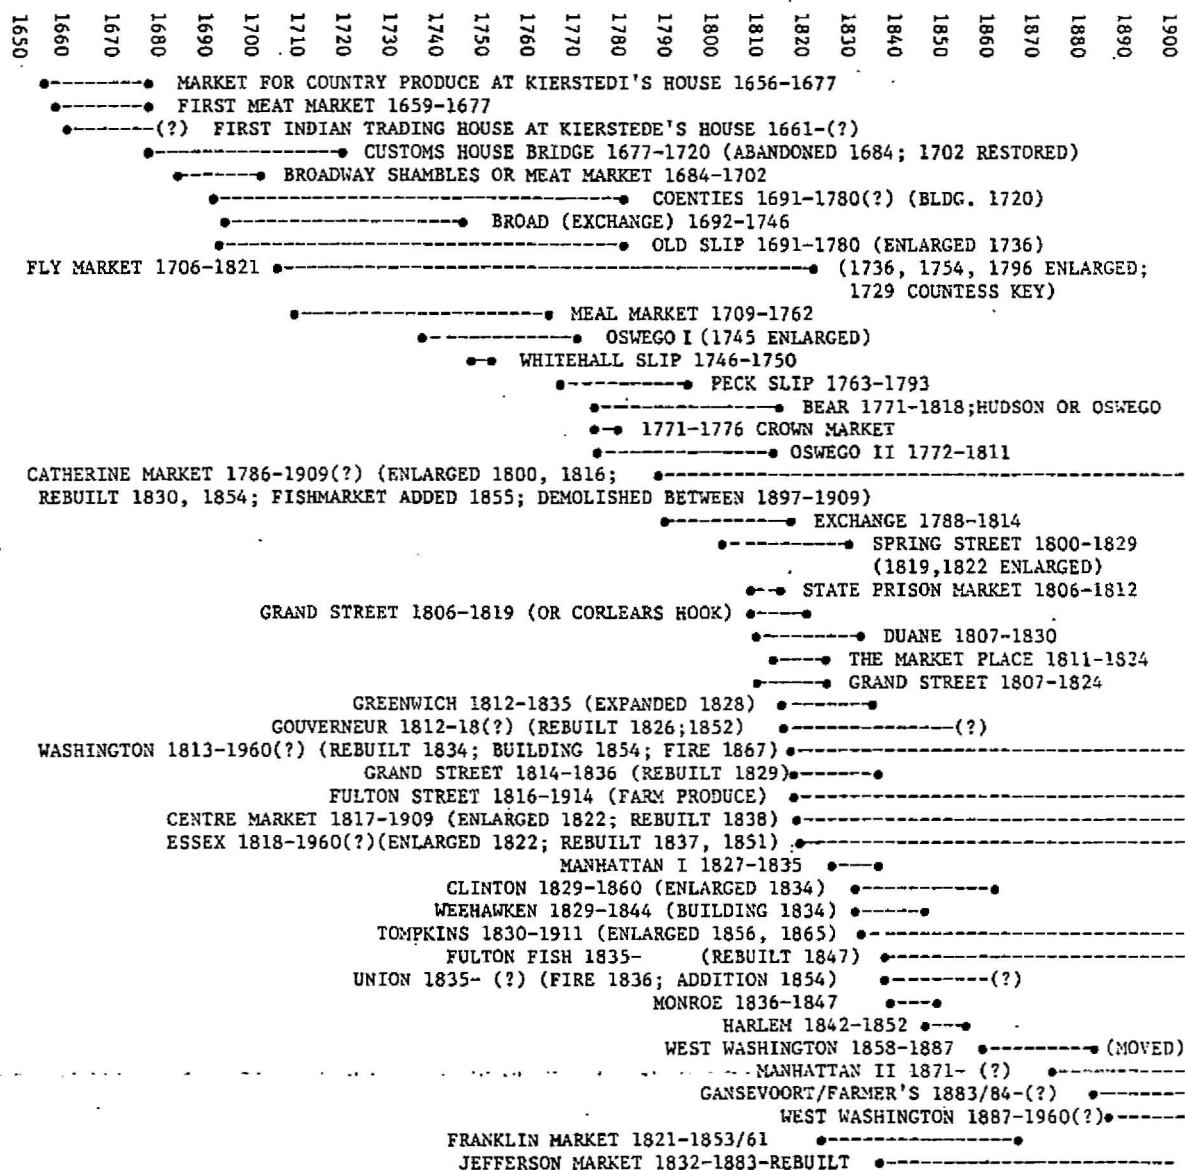 1650 1660 1670 1680 1690 1700 1710 1720 1730 1740 1750 1760 1770 1780 1790 1800 1810 1820 1830 1840 1850 1860 1870 1880 1890 1900
MARKET FOR COUNTRY PRODUCE AT KIERSTEDI'S HOUSE 1656-1677
FIRST MEAT MARKET 1659-1677
(?) FIRST INDIAN TRADING HOUSE AT KIERSTEDE'S HOUSE 1661-(?)
CUSTOMS HOUSE BRIDGE 1677-1720 (ABANDONED 1684; 1702 RESTORED)
BROADWAY SHAMBLES OR MEAT MARKET 1684-1702
COENTIES 1691-1780(?) (BLDG. 1720)
BROAD (EXCHANGE) 1692-1746
OLD SLIP 1691-1780 (ENLARGED 1736)
FLY MARKET 1706-1821 (1736, 1754, 1796 ENLARGED;
1729 COUNTESS KEY)
MEAL MARKET 1709-1762
OSWEGO I (1745 ENLARGED)
WHITEHALL SLIP 1746-1750
PECK SLIP 1763-1793
BEAR 1771-1818;HUDSON OR OSWEGO
1771-1776 CROWN MARKET
OSWEGO II 1772-1811
CATHERINE MARKET 1786-1909(?) (ENLARGED 1800, 1816;
REBUILT 1830, 1854; FISHMARKET ADDED 1855; DEMOLISHED BETWEEN 1897-1909)
EXCHANGE 1788-1814
SPRING STREET 1800-1829
(1819,1822 ENLARGED)
STATE PRISON MARKET 1806-1812
GRAND STREET 1806-1819 (OR CORLEARS HOOK)
DUANE 1807-1830
THE MARKET PLACE 1811-1824
GRAND STREET 1807-1824
GREENWICH 1812-1835 (EXPANDED 1828)
GOUVERNEUR 1812-18(?) (REBUILT 1826;1852) (?)
WASHINGTON 1813-1960(?) (REBUILT 1834; BUILDING 1854; FIRE 1867)
GRAND STREET 1814-1836 (REBUILT 1829)
FULTON STREET 1816-1914 (FARM PRODUCE)
CENTRE MARKET 1817-1909 (ENLARGED 1822; REBUILT 1838)
ESSEX 1818-1960(?)(ENLARGED 1822; REBUILT 1837, 1851)
MANHATTAN I 1827-1835
CLINTON 1829-1860 (ENLARGED 1834)
WEEHAWKEN 1829-1844 (BUILDING 1834)
TOMPKINS 1830-1911 (ENLARGED 1856, 1865)
FULTON FISH 1835- (REBUILT 1847)
UNION 1835- (?) (FIRE 1836; ADDITION 1854) (?)
MONROE 1836-1847
HARLEM 1842-1852
WEST WASHINGTON 1858-1887 (MOVED)
MANHATTAN II 1871- (?)
GANSEVOORT/FARMER'S 1883/84-(?)
WEST WASHINGTON 1887-1960(?)
FRANKLIN MARKET 1821-1853/61
JEFFERSON MARKET 1832-1883-REBUILT